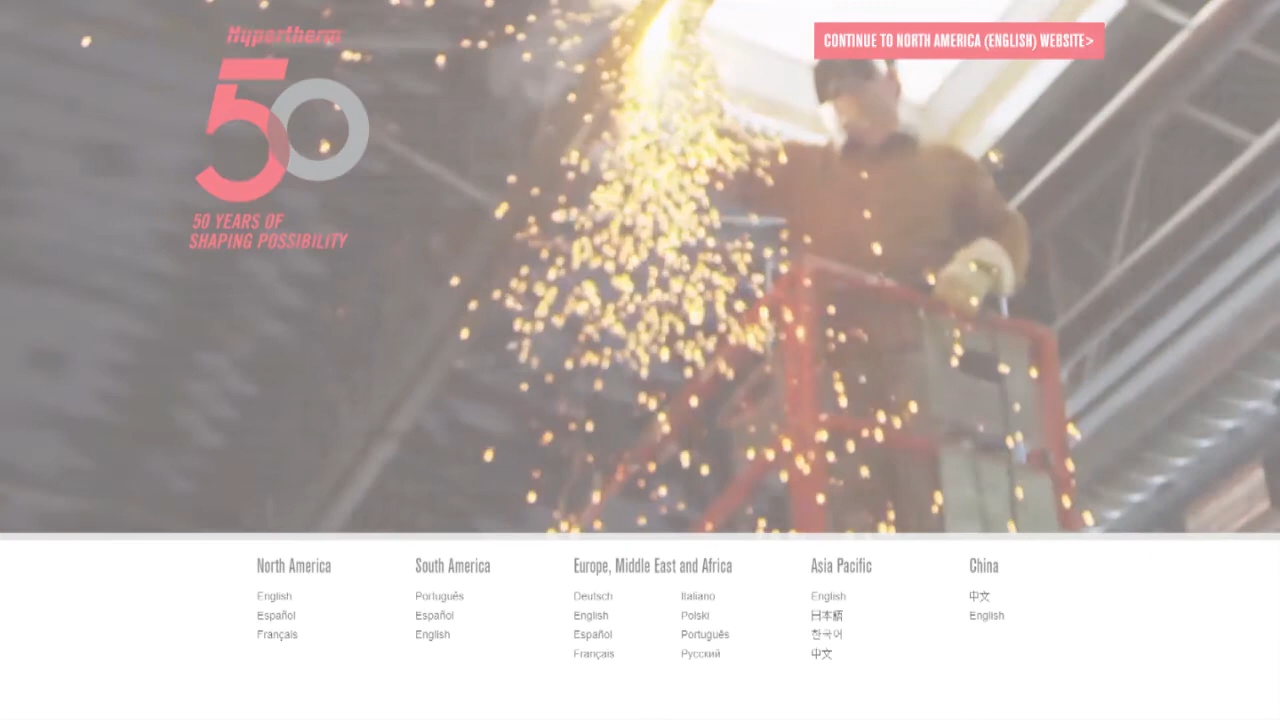 Hypertherm
CONTINUE TO NORTH AMERICA (ENGLISH) WEBSITE>
50
50 YEARS OF
SHAPING POSSIBILITY
North America
English
Español
Français
South America
Português
Español
English
Europe, Middle East and Africa
Deutsch
English
Español
Français
Italiano
Polski
Português
Русский
Asia Pacific
English
日本語
한국어
中文
China
中文
English